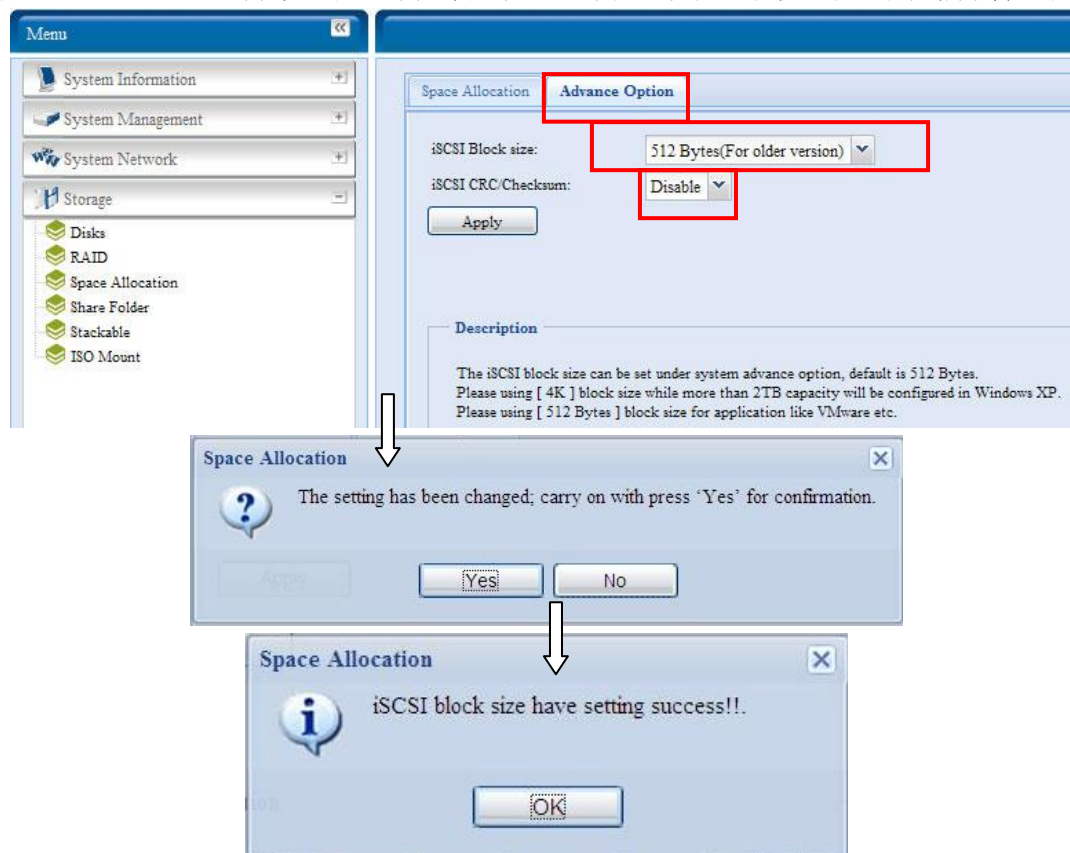 Menu
System Information
System Management
System Network
Storage
Disks
RAID
Space Allocation
Share Folder
Stackable
ISO Mount
Space Allocation
Advance Option
iSCSI Block size:
512 Bytes(For older version)
iSCSI CRC/Checksum:
Disable
Apply
Description
The iSCSI block size can be set under system advance option, default is 512 Bytes.
Please using [ 4K ] block size while more than 2TB capacity will be configured in Windows XP.
Please using [ 512 Bytes ] block size for application like VMware etc.
Space Allocation
The setting has been changed; carry on with press ‘Yes’ for confirmation.
Apply
Yes
No
Space Allocation
iSCSI block size have setting success!!.
OK